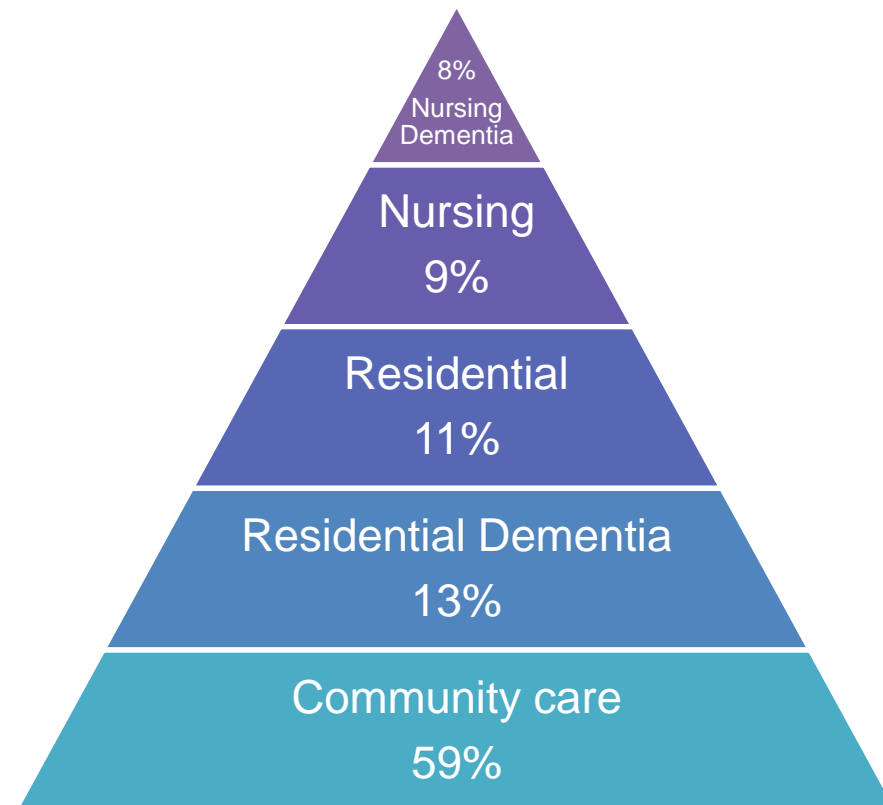 8%
Nursing
Dementia
Nursing
9%
Residential
11%
Residential Dementia
13%
Community care
59%